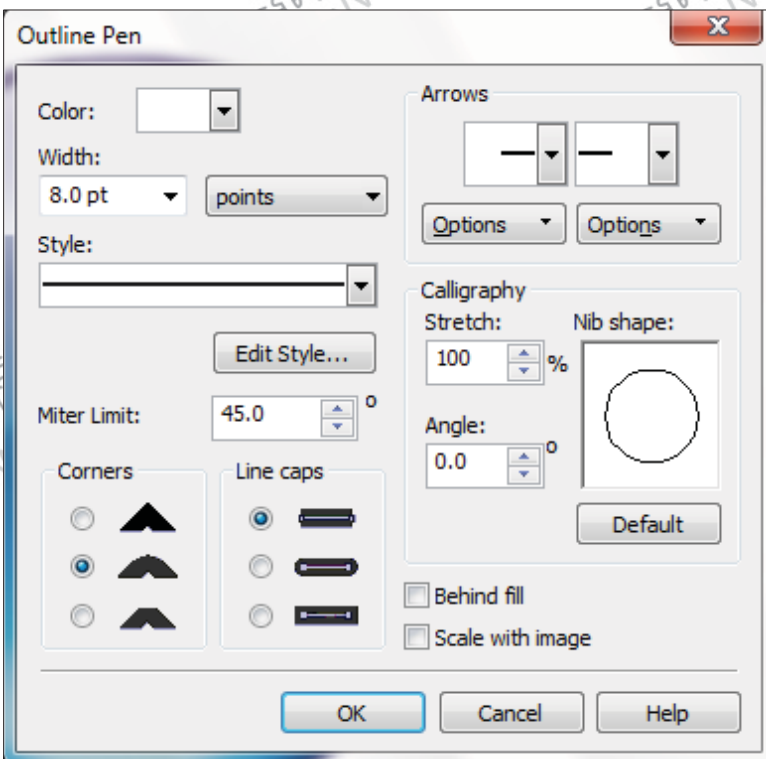 Outline Pen
X
Color:
Width:
8.0 pt
points
Style:
Edit Style...
Miter Limit:
45.0
o
Corners
Line caps
Arrows
Options
Options
Calligraphy
Stretch:
Nib shape:
100
%
Angle:
0.0
o
Default
Behind fill
Scale with image
OK
Cancel
Help